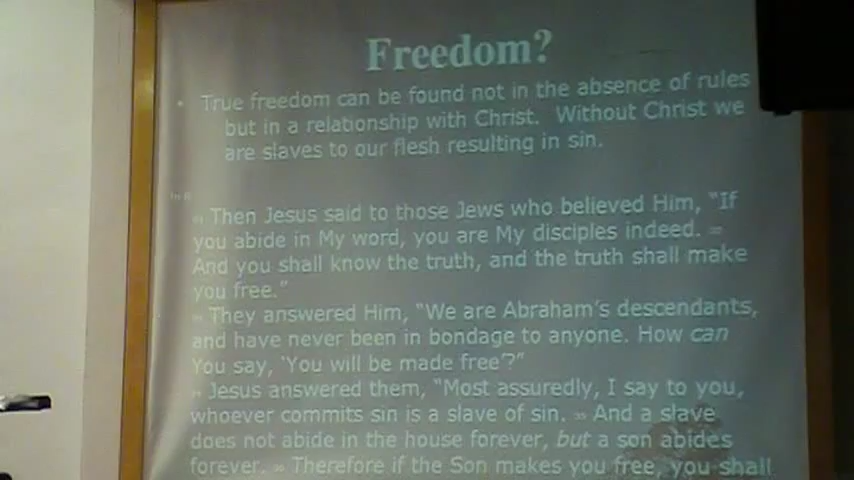 Freedom?
• True freedom can be found not in the absence of rules
but in a relationship with Christ. Without Christ we
are slaves to our flesh resulting in sin.
Then Jesus said to those Jews who believed Him, "If
you abide in My word, you are My disciples indeed.
And you shall know the truth, and the truth shall make
you free."
They answered Him, "We are Abraham's descendants,
and have never been in bondage to anyone. How can
You say, 'You will be made free'?"
Jesus answered them, "Most assuredly, I say to you,
whoever commits sin is a slave of sin. And a slave
does not abide in the house forever, but a son abides
forever. Therefore if the Son makes you free, you shall